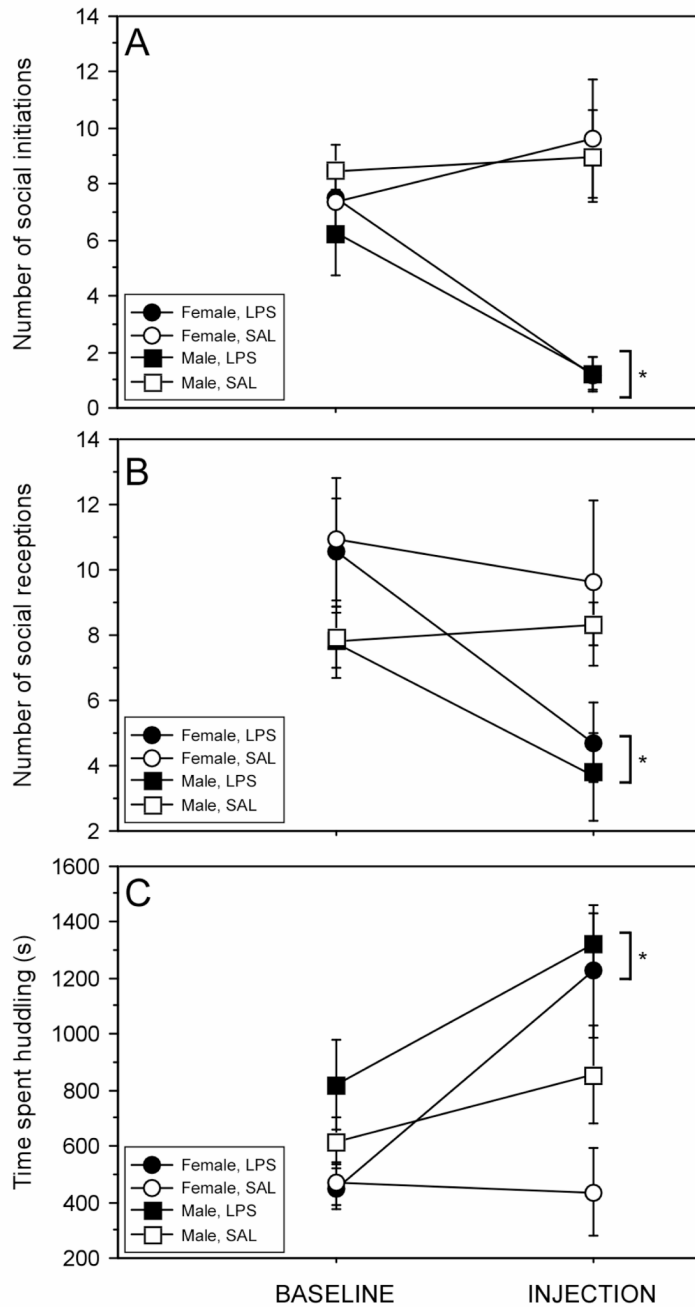 A
Number of social initiations
14
12
10
8
6
4
2
0
Female, LPS
Female, SAL
Male, LPS
Male, SAL
*
B
Number of social receptions
14
12
10
8
6
4
2
Female, LPS
Female, SAL
Male, LPS
Male, SAL
*
C
Time spent huddling (s)
1600
1400
1200
1000
800
600
400
200
Female, LPS
Female, SAL
Male, LPS
Male, SAL
*
BASELINE
INJECTION